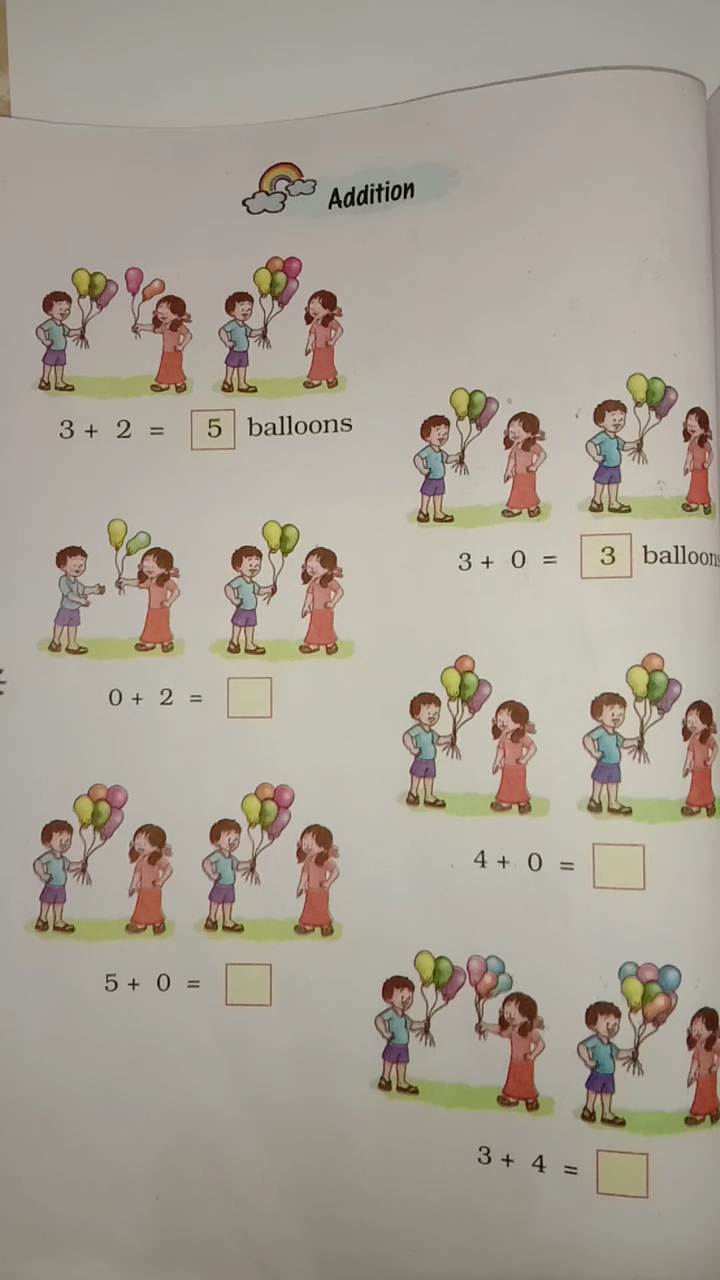 Addition
3 + 2 = 5 balloons
3 + 0 = 3 balloons
0 + 2 =
4 + 0 =
5 + 0 =
3 + 4 =